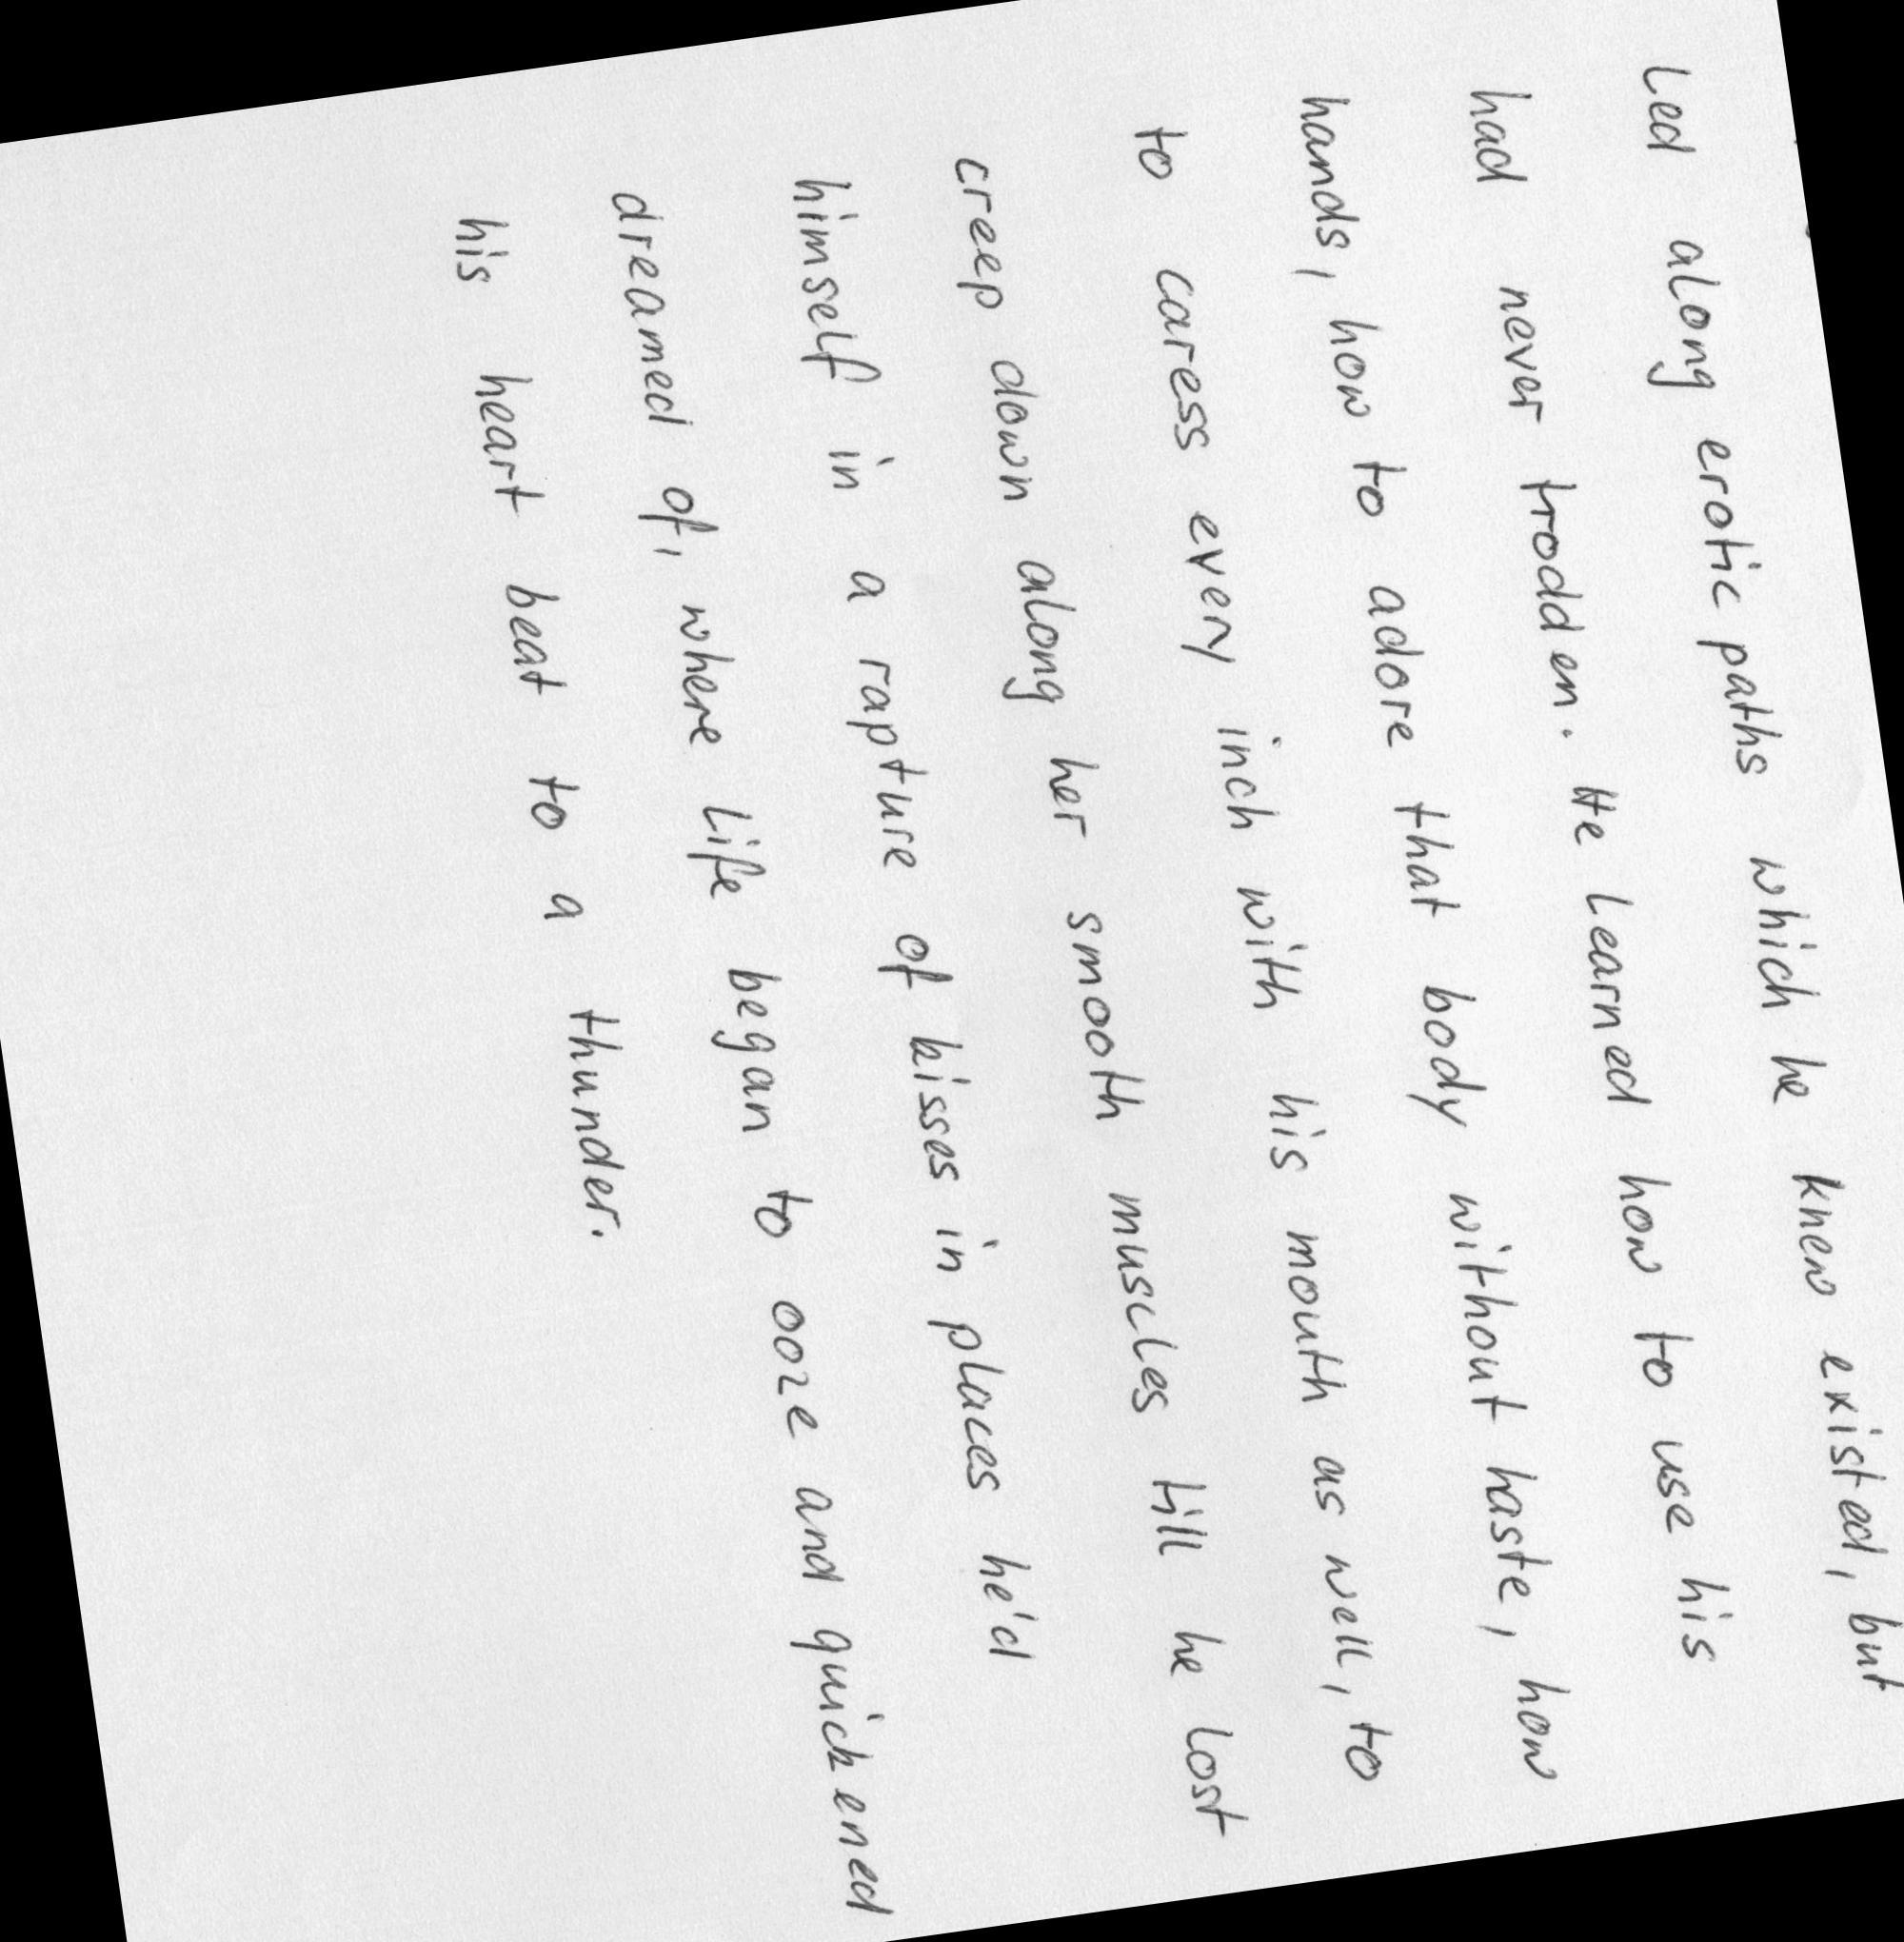 Led along erotic paths which he knew existed, but
had never trodden. He learned how to use his
hands, how to adore that body without haste, how
to caress every inch with his mouth as well, to
creep down along her smooth muscles till he lost
himself in a rapture of kisses in places he'd
dreamed of, where life began to ooze and quickened
his heart beat to a thunder.